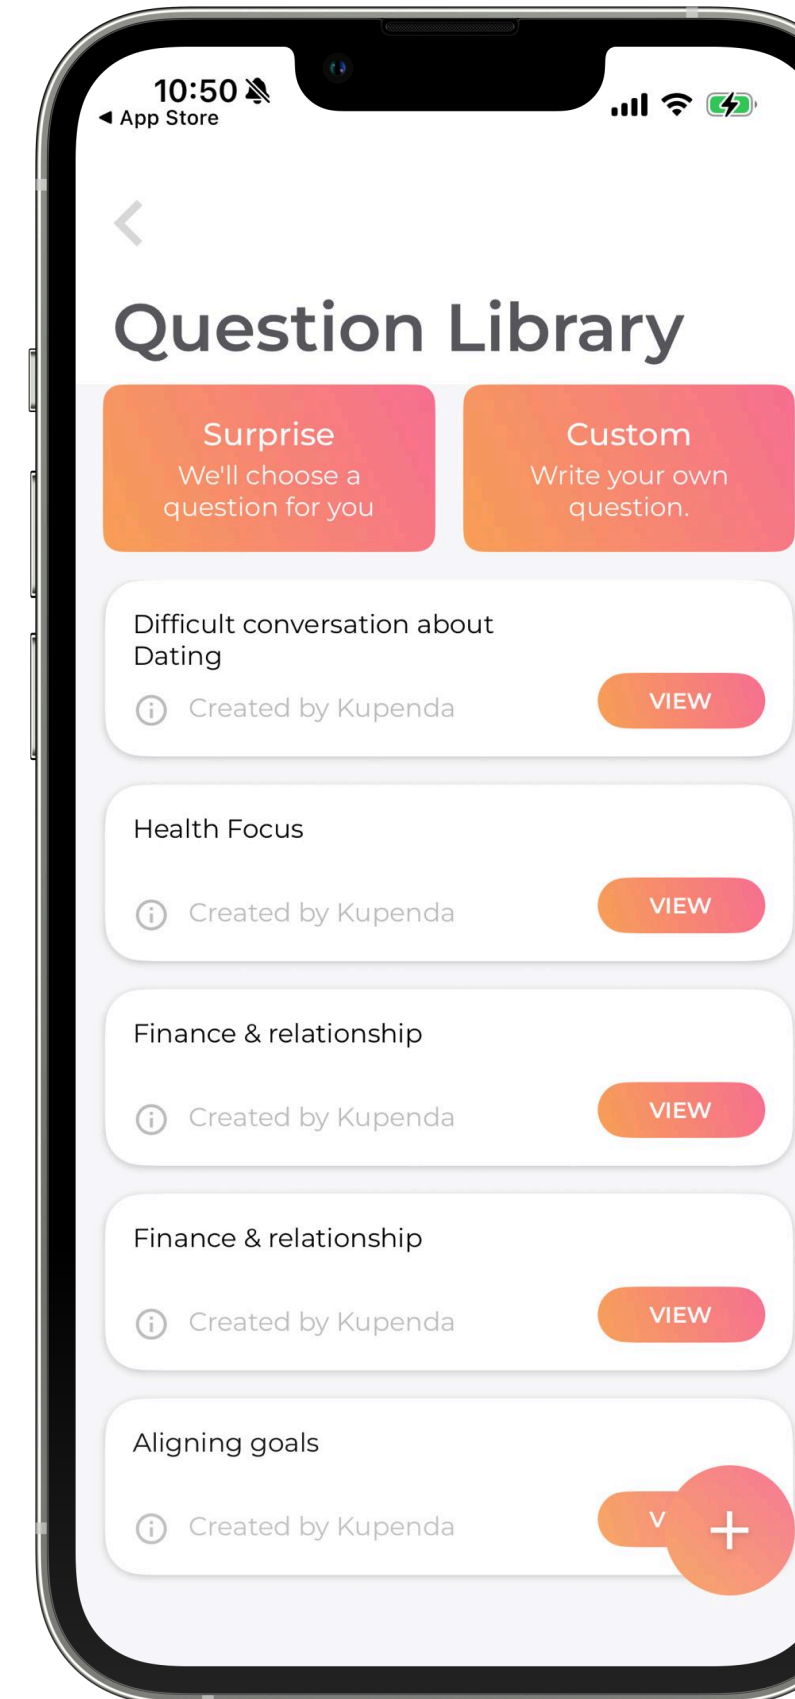 10:50
App Store
Question Library
Surprise
We'll choose a
question for you
Custom
Write your own
question.
Difficult conversation about
Dating
Created by Kupenda
VIEW
Health Focus
Created by Kupenda
VIEW
Finance & relationship
Created by Kupenda
VIEW
Finance & relationship
Created by Kupenda
VIEW
Aligning goals
Created by Kupenda
V
+